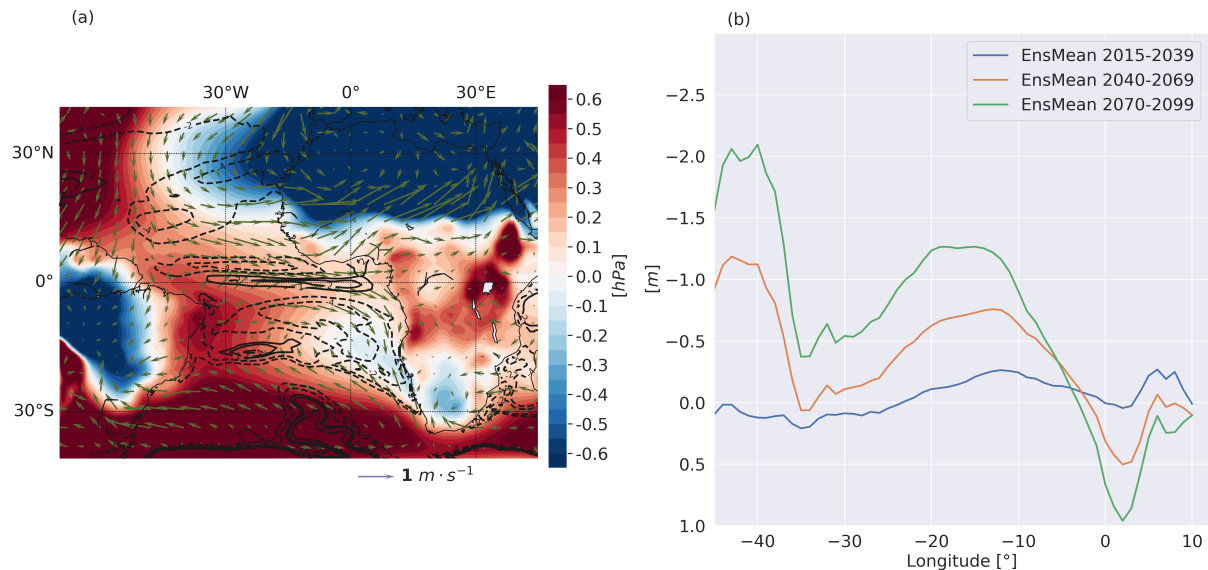 (a)
30°W 0° 30°E
30°N
0°
30°S
0.6
0.5
0.4
0.3
0.2
0.1
0.0
-0.1
-0.2
-0.3
-0.4
-0.5
-0.6
[hPa]
1 m · s⁻¹
(b)
EnsMean 2015-2039
EnsMean 2040-2069
EnsMean 2070-2099
−2.5
−2.0
−1.5
−1.0
−0.5
0.0
0.5
1.0
[m]
−40 −30 −20 −10 0 10
Longitude [°]